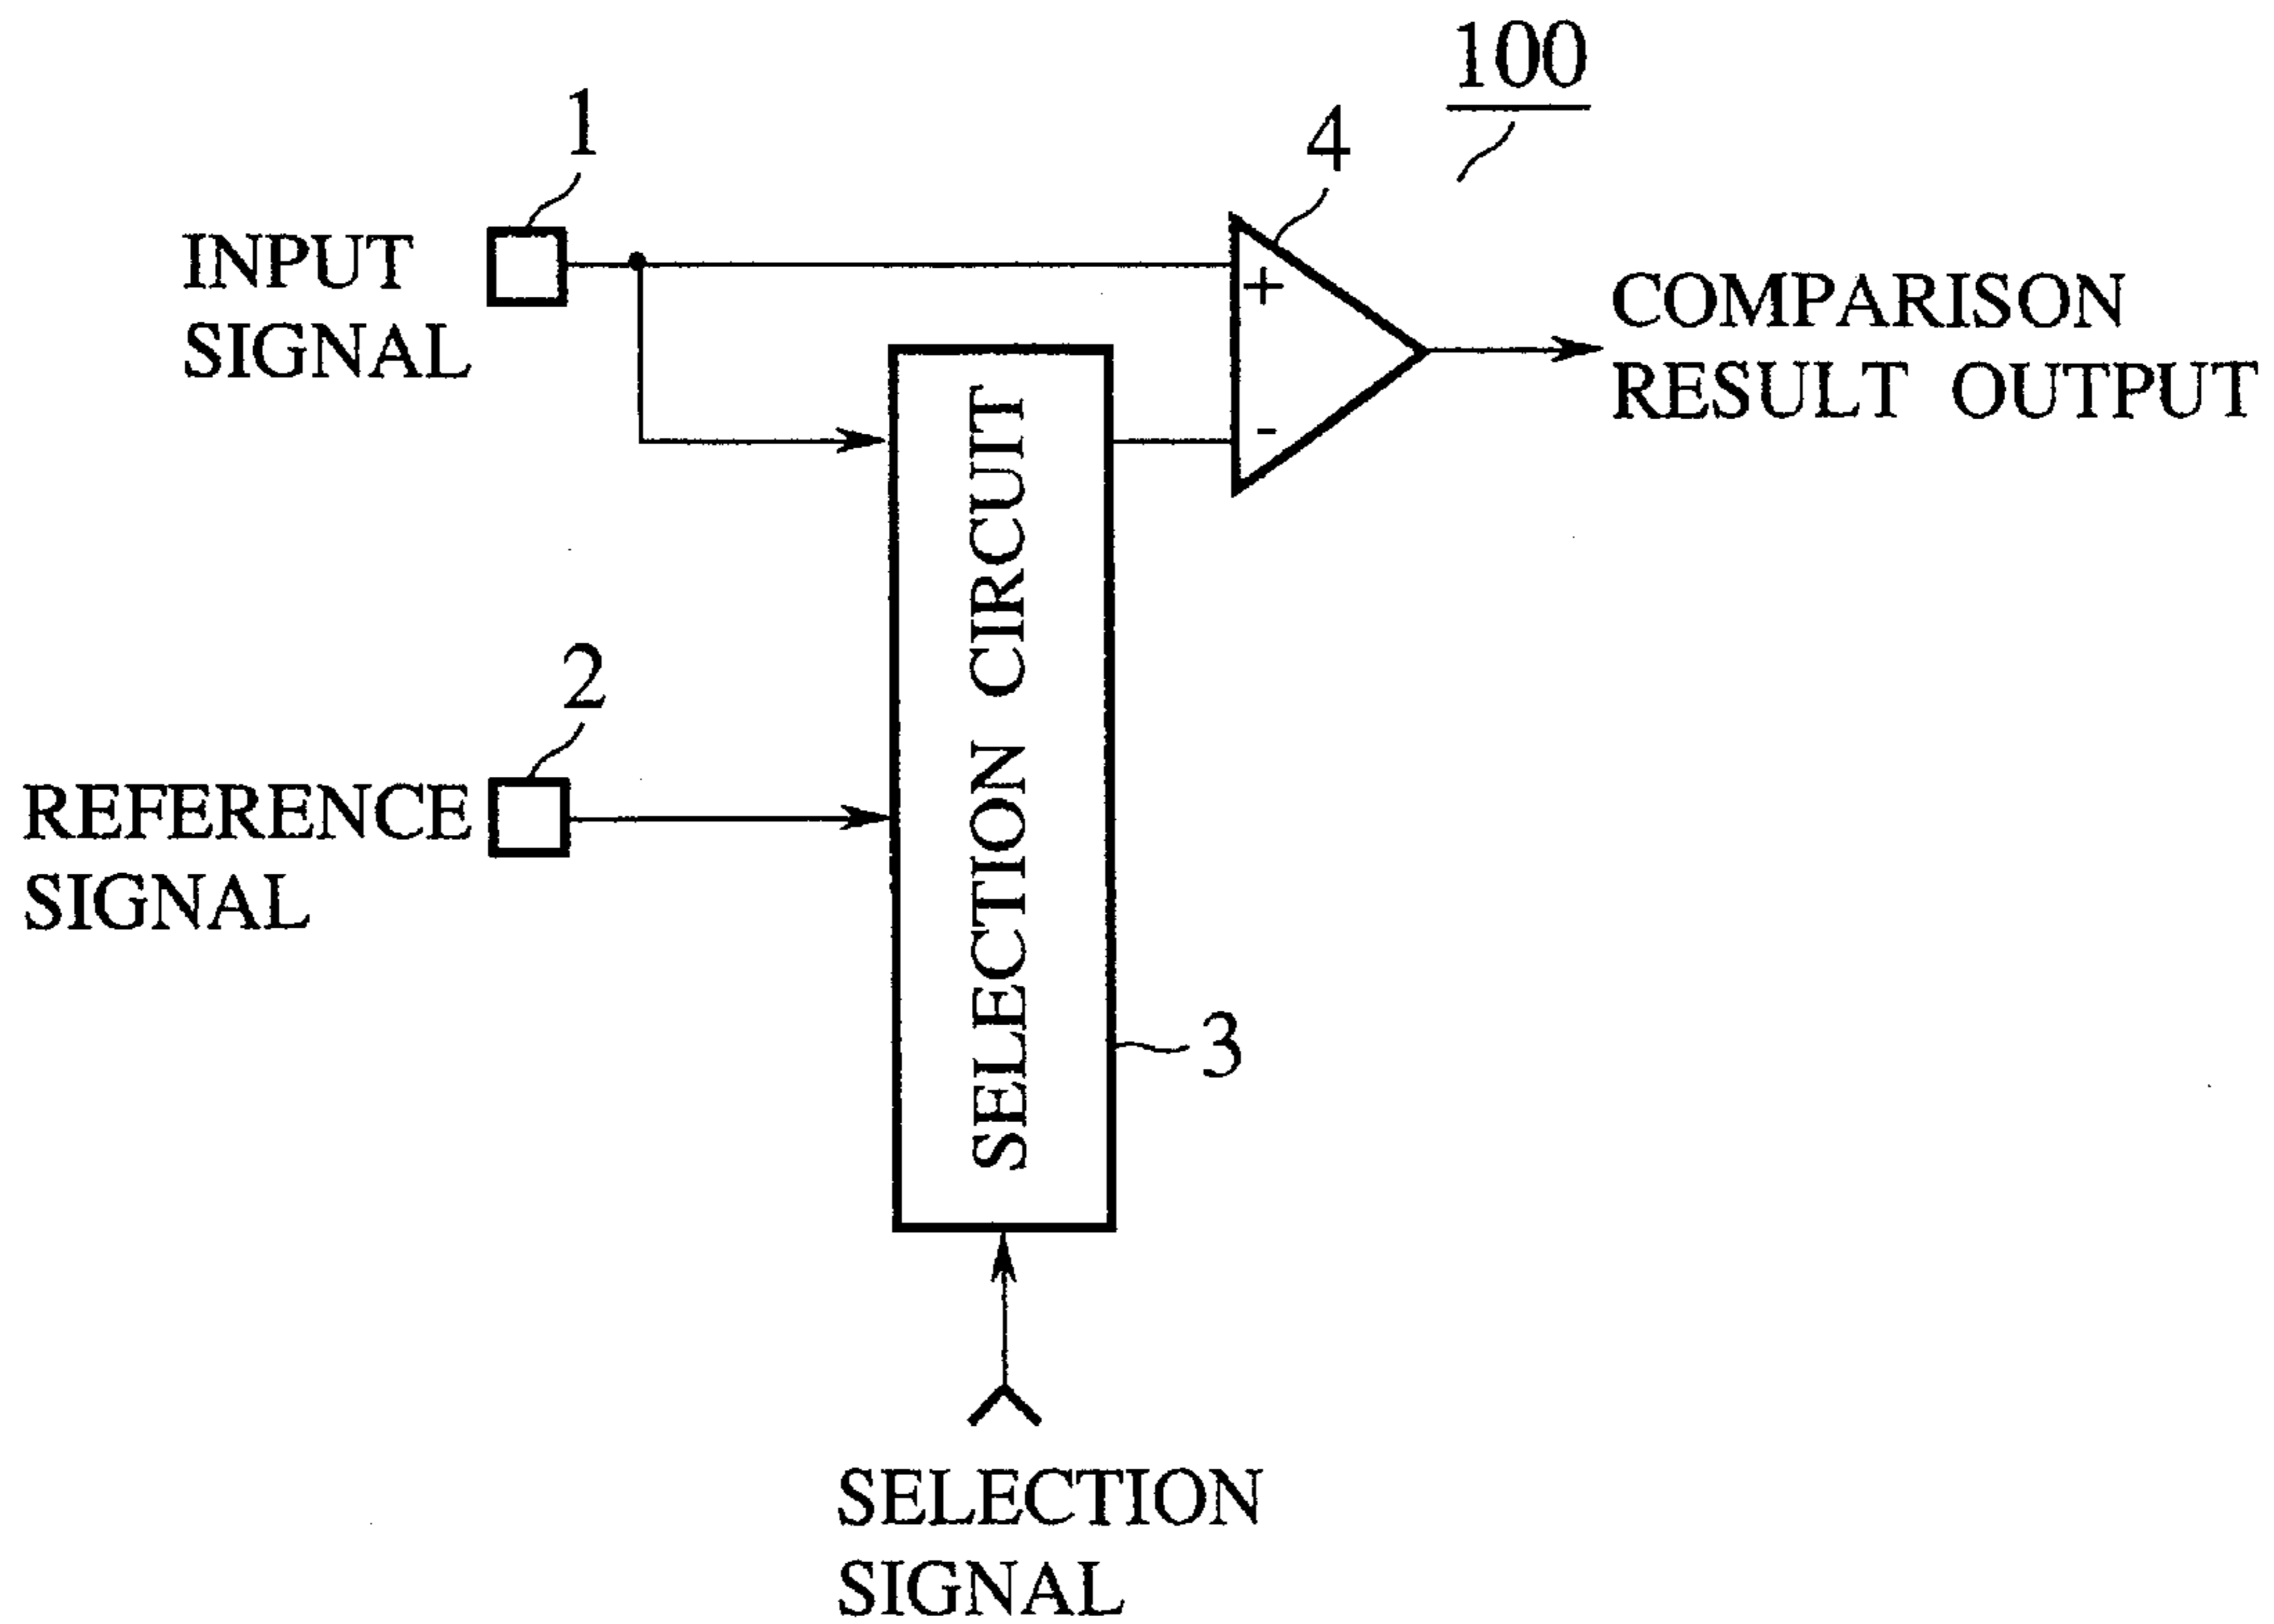 100
1
4
INPUT
SIGNAL
+
-
COMPARISON
RESULT OUTPUT
SELECTION CIRCUIT
2
REFERENCE
SIGNAL
3
SELECTION
SIGNAL